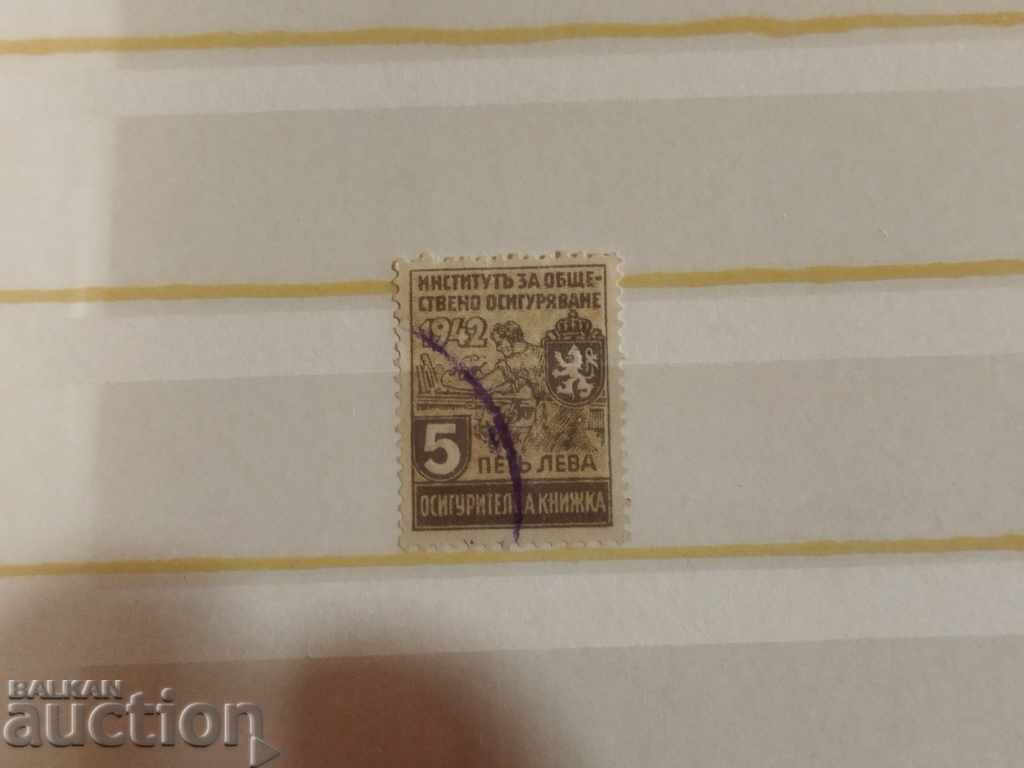 ИНСТИТУТЪ ЗА ОБЩЕ-
СТВЕНО ОСИГУРЯВАНЕ
1942
5
ПЕТЬ ЛЕВА
ОСИГУРИТЕЛНА КНИЖКА
BALKAN
auction